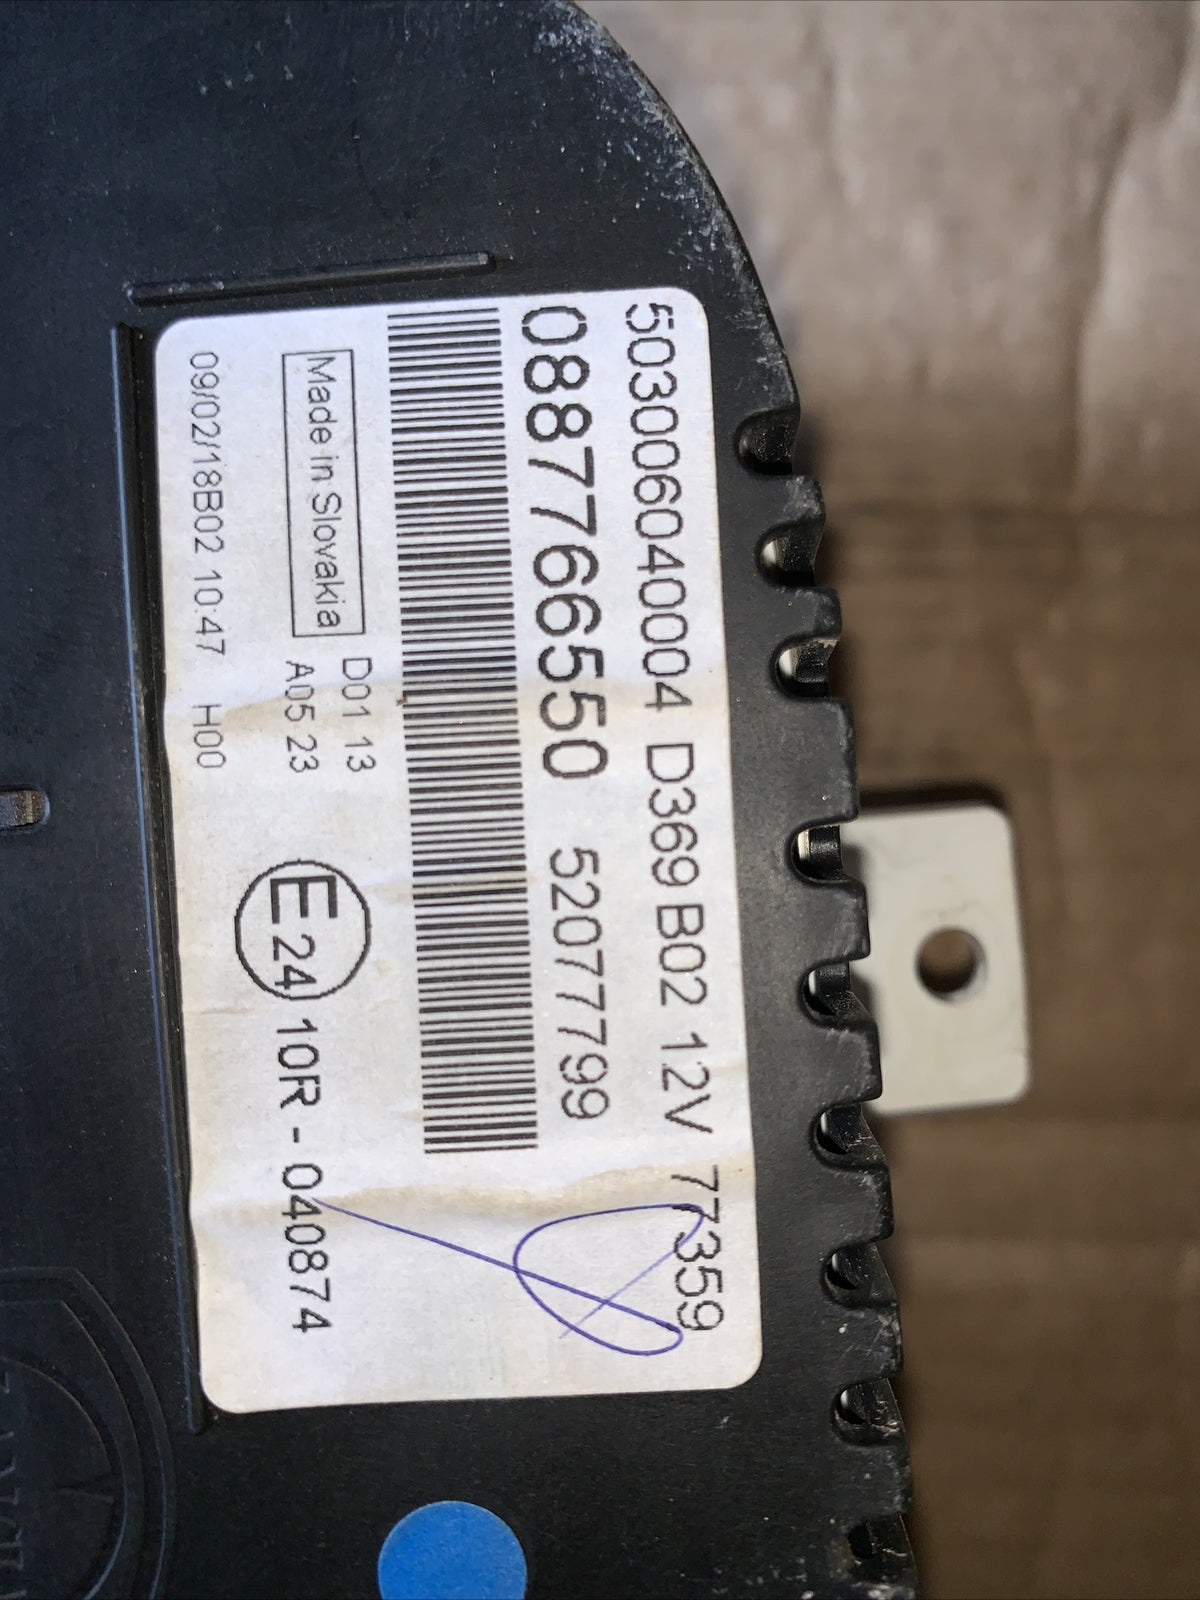 503006040004 D369 B02 12V 77359
0887766550 52077799
D01 13
Made in Slovakia A05 23
E 24 10R - 040874
09/02/18B02 10:47 H00